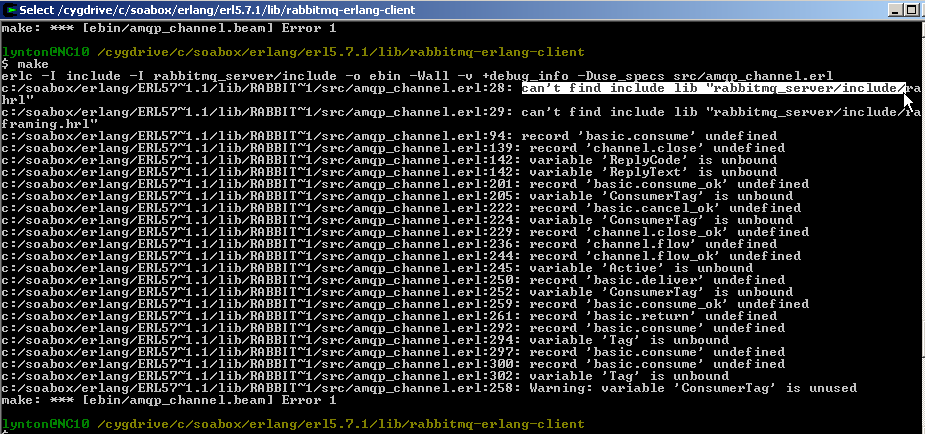 Select /cygdrive/c/soabox/erlang/erl5.7.1/lib/rabbitmq-erlang-client
make: *** [ebin/amqp_channel.beam] Error 1
lynton@NC10 /cygdrive/c/soabox/erlang/erl5.7.1/lib/rabbitmq-erlang-client
$ make
erlc -I include -I rabbitmq_server/include -o ebin -Wall -v +debug_info -Duse_specs src/amqp_channel.erl
c:/soabox/erlang/ERL57~1.1/lib/RABBIT~1/src/amqp_channel.erl:28: can't find include lib "rabbitmq_server/include/ra
hrl"
c:/soabox/erlang/ERL57~1.1/lib/RABBIT~1/src/amqp_channel.erl:29: can't find include lib "rabbitmq_server/include/ra
framing.hrl"
c:/soabox/erlang/ERL57~1.1/lib/RABBIT~1/src/amqp_channel.erl:94: record 'basic.consume' undefined
c:/soabox/erlang/ERL57~1.1/lib/RABBIT~1/src/amqp_channel.erl:139: record 'channel.close' undefined
c:/soabox/erlang/ERL57~1.1/lib/RABBIT~1/src/amqp_channel.erl:142: variable 'ReplyCode' is unbound
c:/soabox/erlang/ERL57~1.1/lib/RABBIT~1/src/amqp_channel.erl:142: variable 'ReplyText' is unbound
c:/soabox/erlang/ERL57~1.1/lib/RABBIT~1/src/amqp_channel.erl:201: record 'basic.consume_ok' undefined
c:/soabox/erlang/ERL57~1.1/lib/RABBIT~1/src/amqp_channel.erl:205: variable 'ConsumerTag' is unbound
c:/soabox/erlang/ERL57~1.1/lib/RABBIT~1/src/amqp_channel.erl:222: record 'basic.cancel_ok' undefined
c:/soabox/erlang/ERL57~1.1/lib/RABBIT~1/src/amqp_channel.erl:224: variable 'ConsumerTag' is unbound
c:/soabox/erlang/ERL57~1.1/lib/RABBIT~1/src/amqp_channel.erl:229: record 'channel.close_ok' undefined
c:/soabox/erlang/ERL57~1.1/lib/RABBIT~1/src/amqp_channel.erl:236: record 'channel.flow' undefined
c:/soabox/erlang/ERL57~1.1/lib/RABBIT~1/src/amqp_channel.erl:244: record 'channel.flow_ok' undefined
c:/soabox/erlang/ERL57~1.1/lib/RABBIT~1/src/amqp_channel.erl:245: variable 'Active' is unbound
c:/soabox/erlang/ERL57~1.1/lib/RABBIT~1/src/amqp_channel.erl:250: record 'basic.deliver' undefined
c:/soabox/erlang/ERL57~1.1/lib/RABBIT~1/src/amqp_channel.erl:252: variable 'ConsumerTag' is unbound
c:/soabox/erlang/ERL57~1.1/lib/RABBIT~1/src/amqp_channel.erl:259: record 'basic.consume_ok' undefined
c:/soabox/erlang/ERL57~1.1/lib/RABBIT~1/src/amqp_channel.erl:261: record 'basic.return' undefined
c:/soabox/erlang/ERL57~1.1/lib/RABBIT~1/src/amqp_channel.erl:292: record 'basic.consume' undefined
c:/soabox/erlang/ERL57~1.1/lib/RABBIT~1/src/amqp_channel.erl:294: variable 'Tag' is unbound
c:/soabox/erlang/ERL57~1.1/lib/RABBIT~1/src/amqp_channel.erl:297: record 'basic.consume' undefined
c:/soabox/erlang/ERL57~1.1/lib/RABBIT~1/src/amqp_channel.erl:300: record 'basic.consume' undefined
c:/soabox/erlang/ERL57~1.1/lib/RABBIT~1/src/amqp_channel.erl:302: variable 'Tag' is unbound
c:/soabox/erlang/ERL57~1.1/lib/RABBIT~1/src/amqp_channel.erl:258: Warning: variable 'ConsumerTag' is unused
make: *** [ebin/amqp_channel.beam] Error 1
lynton@NC10 /cygdrive/c/soabox/erlang/erl5.7.1/lib/rabbitmq-erlang-client